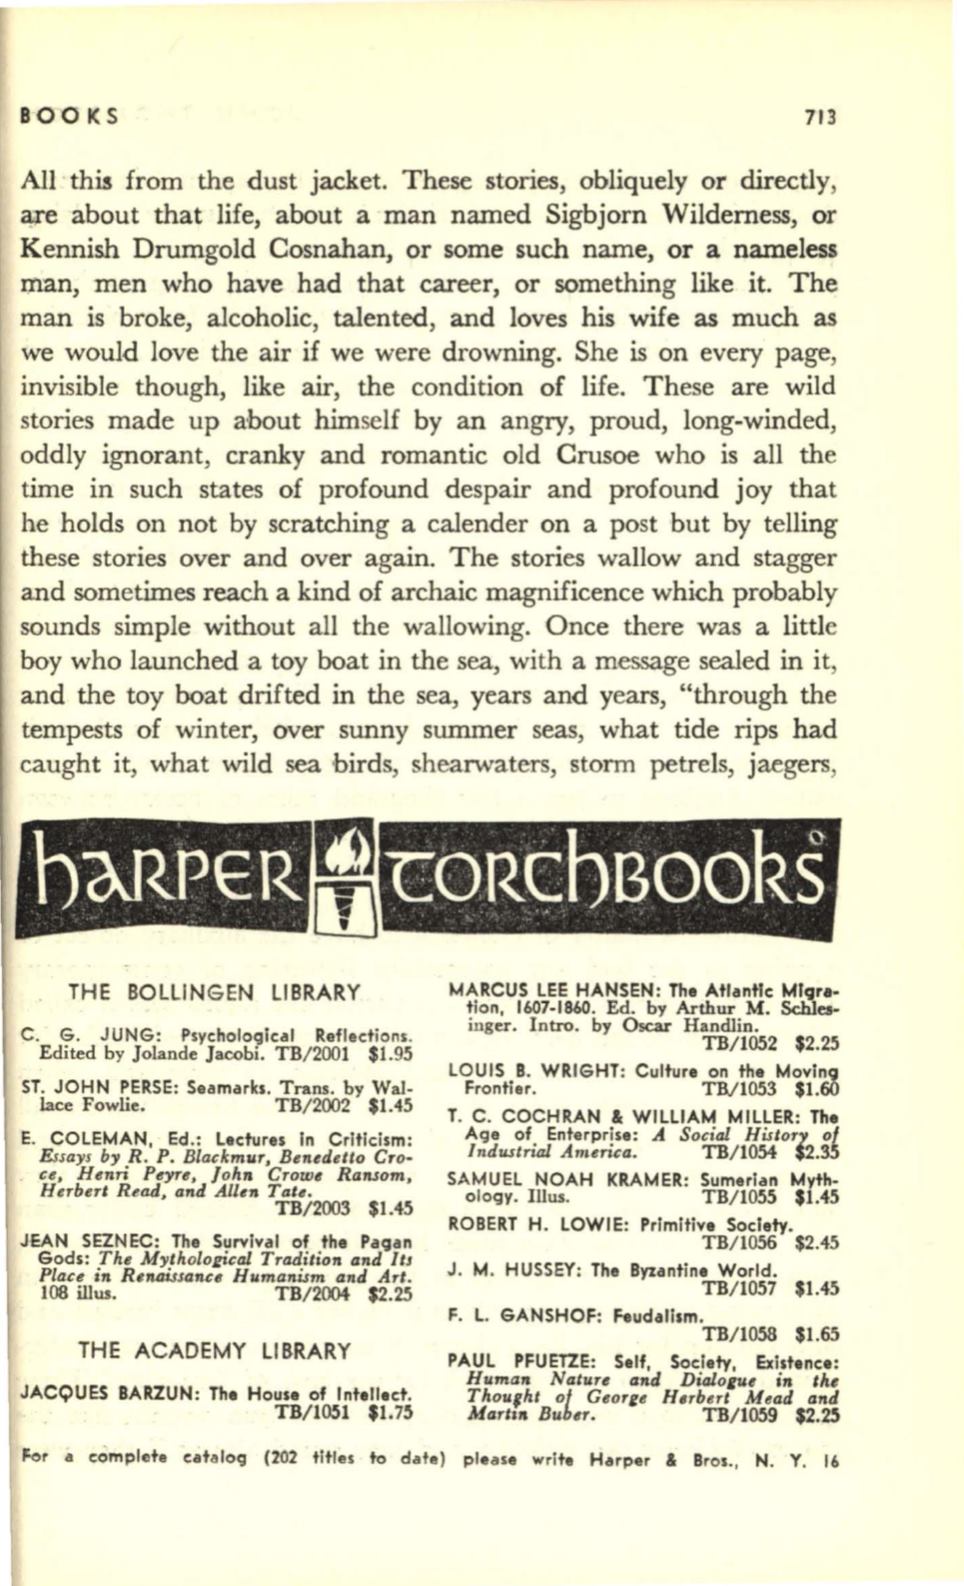 BOOKS 713
All this from the dust jacket. These stories, obliquely or directly,
are about that life, about a man named Sigbjorn Wilderness, or
Kennish Drumgold Cosnahan, or some such name, or a nameless
man, men who have had that career, or something like it. The
man is broke, alcoholic, talented, and loves his wife as much as
we would love the air if we were drowning. She is on every page,
invisible though, like air, the condition of life. These are wild
stories made up about himself by an angry, proud, long-winded,
oddly ignorant, cranky and romantic old Crusoe who is all the
time in such states of profound despair and profound joy that
he holds on not by scratching a calender on a post but by telling
these stories over and over again. The stories wallow and stagger
and sometimes reach a kind of archaic magnificence which probably
sounds simple without all the wallowing. Once there was a little
boy who launched a toy boat in the sea, with a message sealed in it,
and the toy boat drifted in the sea, years and years, “through the
tempests of winter, over sunny summer seas, what tide rips had
caught it, what wild sea birds, shearwaters, storm petrels, jaegers,
harper torchbooks
THE BOLLINGEN LIBRARY
C. G. JUNG: Psychological Reflections.
Edited by Jolande Jacobi. TB/2001 $1.95
ST. JOHN PERSE: Seamarks. Trans. by Wal-
lace Fowlie. TB/2002 $1.45
E. COLEMAN, Ed.: Lectures in Criticism:
Essays by R. P. Blackmur, Benedetto Cro-
ce, Henri Peyre, John Crowe Ransom,
Herbert Read, and Allen Tate.
TB/2003 $1.45
JEAN SEZNEC: The Survival of the Pagan
Gods: The Mythological Tradition and Its
Place in Renaissance Humanism and Art.
108 illus. TB/2004 $2.25
THE ACADEMY LIBRARY
JACQUES BARZUN: The House of Intellect.
TB/1051 $1.75
MARCUS LEE HANSEN: The Atlantic Migra-
tion, 1607-1860. Ed. by Arthur M. Schles-
inger. Intro. by Oscar Handlin.
TB/1052 $2.25
LOUIS B. WRIGHT: Culture on the Moving
Frontier. TB/1053 $1.60
T. C. COCHRAN & WILLIAM MILLER: The
Age of Enterprise: A Social History of
Industrial America. TB/1054 $2.35
SAMUEL NOAH KRAMER: Sumerian Myth-
ology. Illus. TB/1055 $1.45
ROBERT H. LOWIE: Primitive Society.
TB/1056 $2.45
J. M. HUSSEY: The Byzantine World.
TB/1057 $1.45
F. L. GANSHOF: Feudalism.
TB/1058 $1.65
PAUL PFUETZE: Self, Society, Existence:
Human Nature and Dialogue in the
Thought of George Herbert Mead and
Martin Buber. TB/1059 $2.25
For a complete catalog (202 titles to date) please write Harper & Bros., N. Y. 16